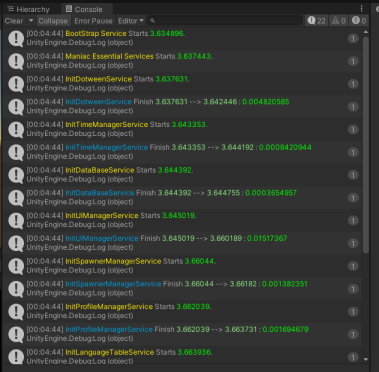 Hierarchy
Console
Clear
Collapse
Error Pause
Editor
22
0
0
[00:04:44] BootStrap Service Starts 3.634896.
UnityEngine.Debug:Log (object)
1
[00:04:44] Maniac Essential Services Starts 3.637443.
UnityEngine.Debug:Log (object)
1
[00:04:44] InitDotweenService Starts 3.637631.
UnityEngine.Debug:Log (object)
1
[00:04:44] InitDotweenService Finish 3.637631 --> 3.642446 : 0.004820585
UnityEngine.Debug:Log (object)
1
[00:04:44] InitTimeManagerService Starts 3.643353.
UnityEngine.Debug:Log (object)
1
[00:04:44] InitTimeManagerService Finish 3.643353 --> 3.644192 : 0.0008420944
UnityEngine.Debug:Log (object)
1
[00:04:44] InitDataBaseService Starts 3.644392.
UnityEngine.Debug:Log (object)
1
[00:04:44] InitDataBaseService Finish 3.644392 --> 3.644755 : 0.0003654957
UnityEngine.Debug:Log (object)
1
[00:04:44] InitUIManagerService Starts 3.645019.
UnityEngine.Debug:Log (object)
1
[00:04:44] InitUIManagerService Finish 3.645019 --> 3.660189 : 0.01517367
UnityEngine.Debug:Log (object)
1
[00:04:44] InitSpawnerManagerService Starts 3.66044.
UnityEngine.Debug:Log (object)
1
[00:04:44] InitSpawnerManagerService Finish 3.66044 --> 3.66182 : 0.001382351
UnityEngine.Debug:Log (object)
1
[00:04:44] InitProfileManagerService Starts 3.662039.
UnityEngine.Debug:Log (object)
1
[00:04:44] InitProfileManagerService Finish 3.662039 --> 3.663731 : 0.001694679
UnityEngine.Debug:Log (object)
1
[00:04:44] InitLanguageTableService Starts 3.663936.
UnityEngine.Debug:Log (object)
1